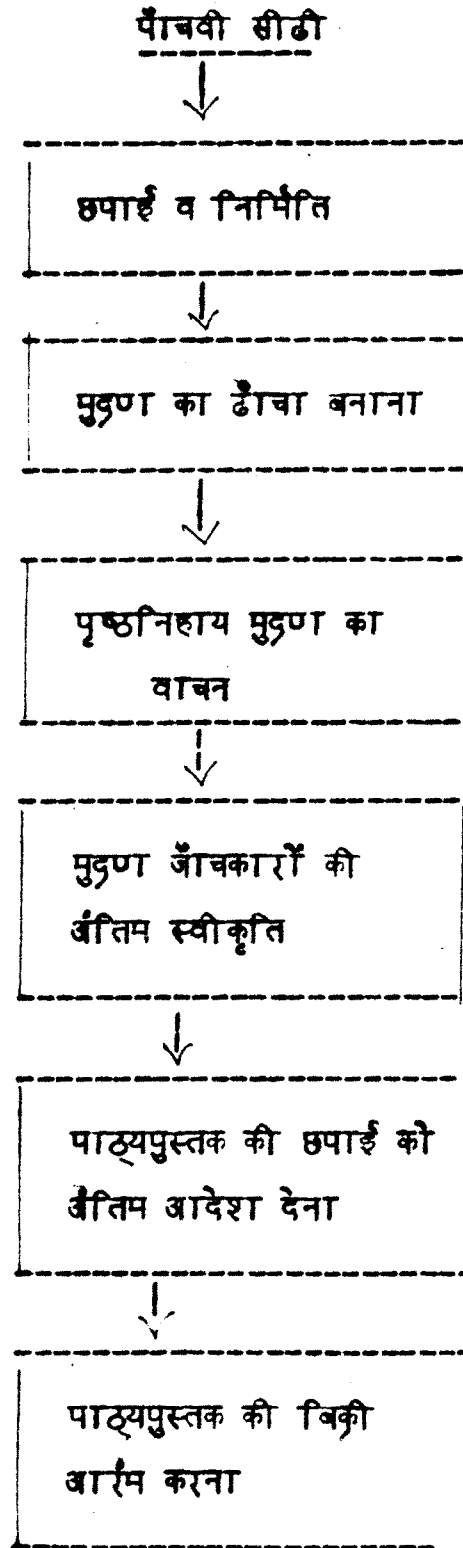 पाँचवी सीढी
छपाई व निर्मिति
मुद्रण का ढाँचा बनाना
पृष्ठनिहाय मुद्रण का
वाचन
मुद्रण जाँचकारों की
अंतिम स्वीकृति
पाठ्यपुस्तक की छपाई को
अंतिम आदेश देना
पाठ्यपुस्तक की बिक्री
आरंभ करना